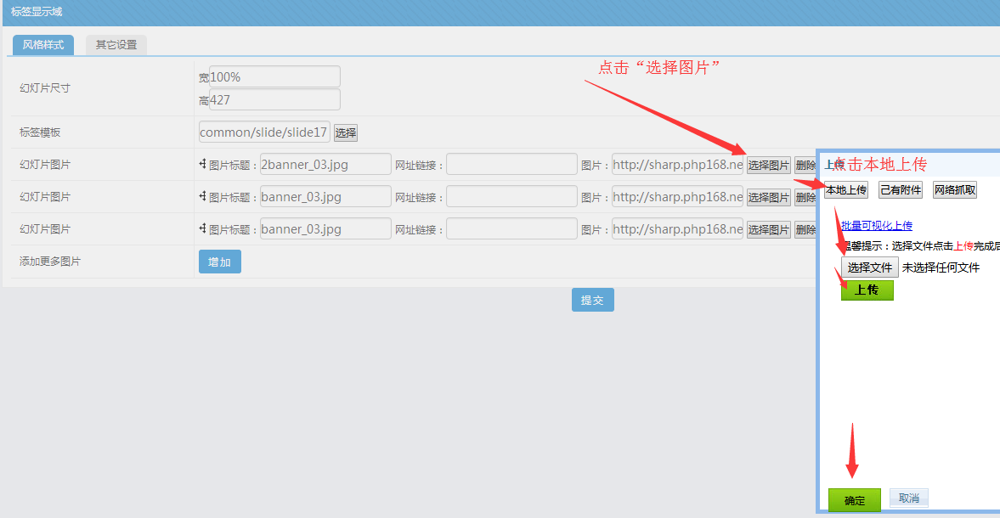 标签显示域
风格样式 其它设置
点击“选择图片”
幻灯片尺寸 宽 100%
高 427
标签模板 common/slide/slide17 选择
幻灯片图片 图片标题： 2banner_03.jpg 网址链接： 图片： http://sharp.php168.ne 选择图片 删除
幻灯片图片 图片标题： banner_03.jpg 网址链接： 图片： http://sharp.php168.ne 选择图片 删除
幻灯片图片 图片标题： banner_03.jpg 网址链接： 图片： http://sharp.php168.ne 选择图片 删除
添加更多图片 增加
提交
上传
点击本地上传
本地上传 己有附件 网络抓取
批量可视化上传
温馨提示：选择文件点击上传完成后
选择文件 未选择任何文件
上传
确定 取消